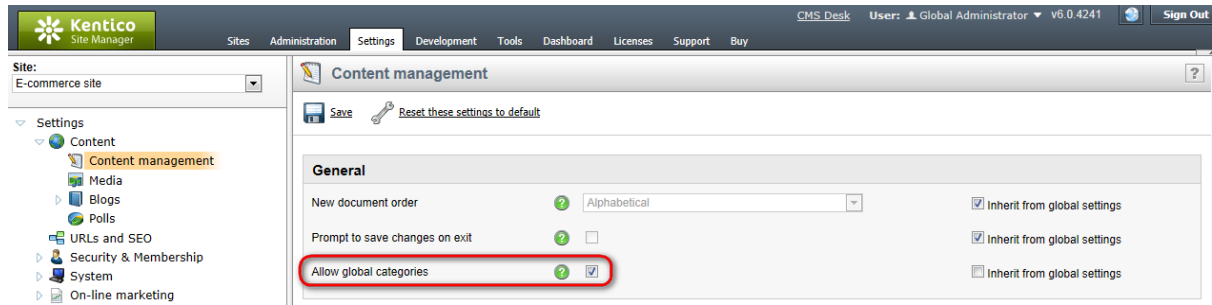 CMS Desk User: Global Administrator v6.0.4241 Sign Out
Kentico
Site Manager
Sites Administration Settings Development Tools Dashboard Licenses Support Buy
Site:
E-commerce site
Content management ?
Save Reset these settings to default
Settings
Content
Content management
Media
Blogs
Polls
URLs and SEO
Security & Membership
System
On-line marketing
General
New document order ? Alphabetical Inherit from global settings
Prompt to save changes on exit ? Inherit from global settings
Allow global categories ? Inherit from global settings